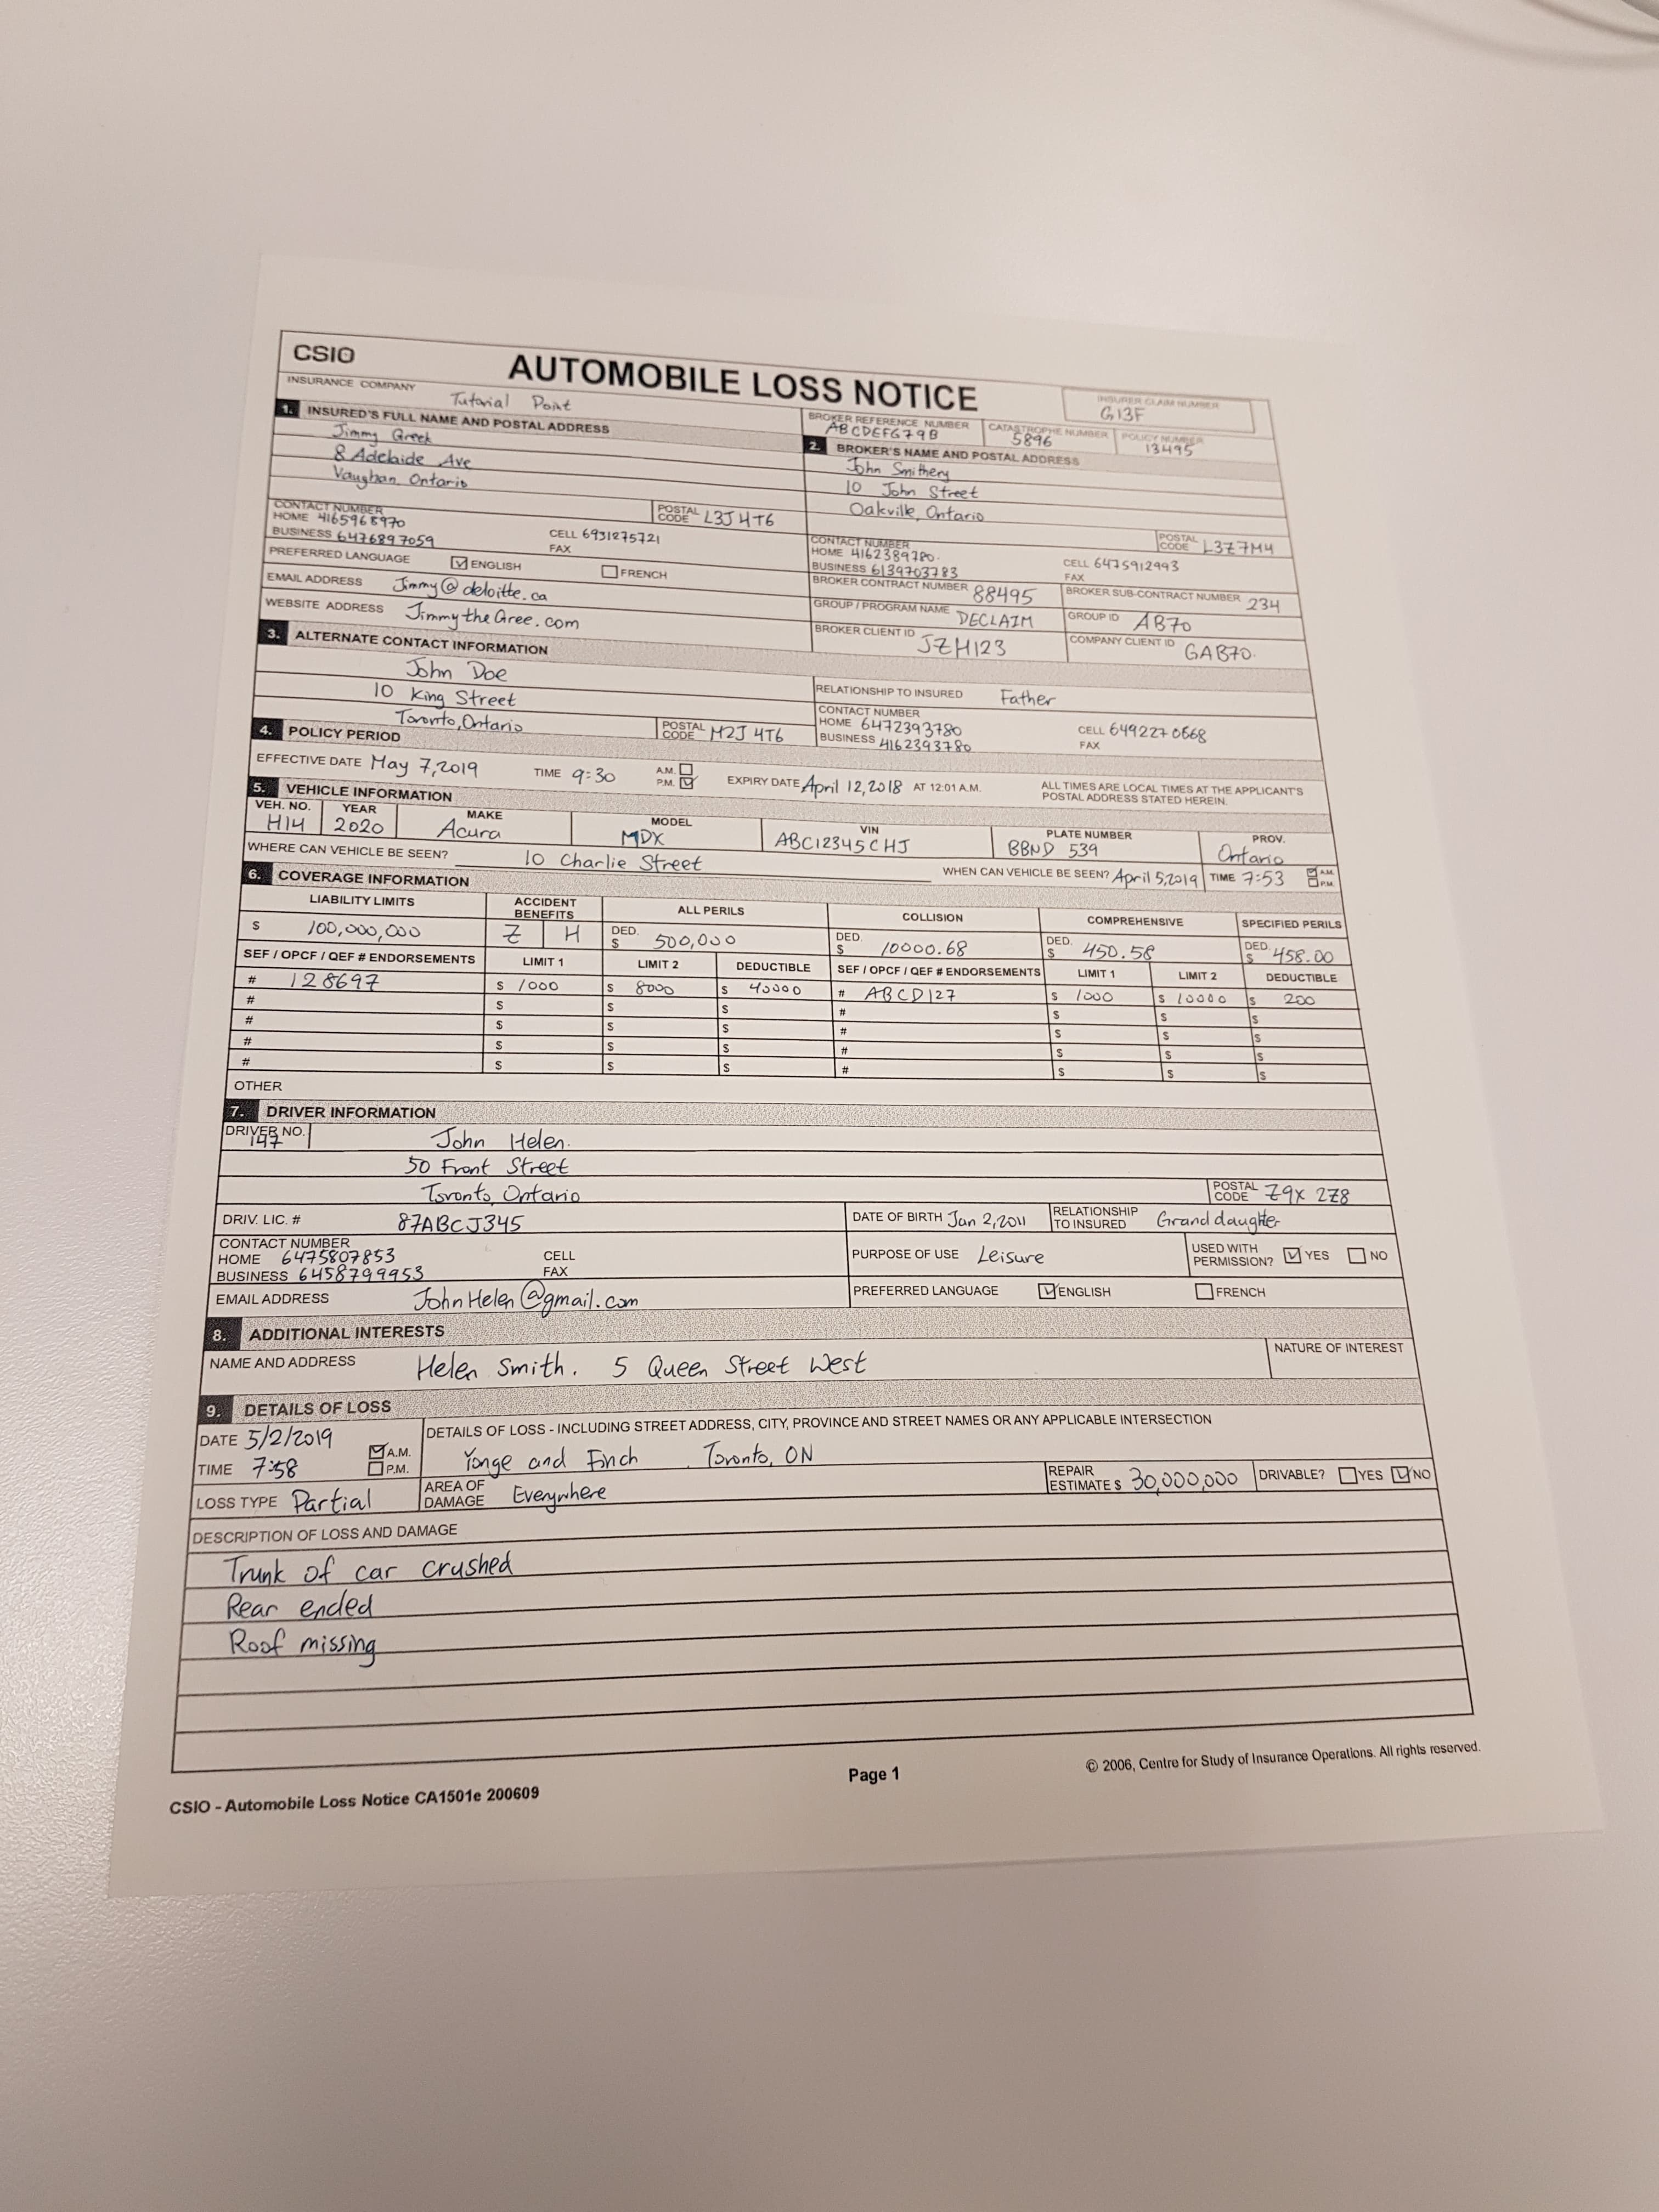 CSIO
AUTOMOBILE LOSS NOTICE
INSURANCE COMPANY Tutorial Point
INSURER CLAIM NUMBER G13F
BROKER REFERENCE NUMBER ABCDEFG79B CATASTROPHE NUMBER 5896 POLICY NUMBER 13495
1. INSURED'S FULL NAME AND POSTAL ADDRESS
Jimmy Greek
8 Adelaide Ave
Vaughan, Ontario
POSTAL CODE L3J 4T6
CONTACT NUMBER
HOME 4165968970
BUSINESS 6476897059
CELL 6931275721
FAX
PREFERRED LANGUAGE ENGLISH FRENCH
EMAIL ADDRESS Jimmy@deloitte.ca
WEBSITE ADDRESS JimmytheGree.com
2. BROKER'S NAME AND POSTAL ADDRESS
John Smithery
10 John Street
Oakville, Ontario
POSTAL CODE L3Z7M4
CONTACT NUMBER
HOME 4162389780.
BUSINESS 6139703783
CELL 6475912993
FAX
BROKER CONTRACT NUMBER 88495 BROKER SUB-CONTRACT NUMBER 234
GROUP / PROGRAM NAME DECLAIM GROUP ID AB70
BROKER CLIENT ID JZH123 COMPANY CLIENT ID GAB70.
3. ALTERNATE CONTACT INFORMATION
John Doe
10 King Street
Toronto, Ontario
POSTAL CODE M2J 4T6
RELATIONSHIP TO INSURED Father
CONTACT NUMBER
HOME 6472393780
BUSINESS 4162393780
CELL 6492270668
FAX
4. POLICY PERIOD
EFFECTIVE DATE May 7, 2019 TIME 9:30 A.M. P.M. EXPIRY DATE April 12, 2018 AT 12:01 A.M. ALL TIMES ARE LOCAL TIMES AT THE APPLICANT'S
POSTAL ADDRESS STATED HEREIN.
5. VEHICLE INFORMATION
VEH. NO. YEAR MAKE MODEL VIN PLATE NUMBER PROV.
H14 2020 Acura MDX ABC12345CHJ BBND 539 Ontario
WHERE CAN VEHICLE BE SEEN? 10 Charlie Street WHEN CAN VEHICLE BE SEEN? April 5, 2019 TIME 7:53 A.M. P.M.
6. COVERAGE INFORMATION
LIABILITY LIMITS ACCIDENT BENEFITS ALL PERILS COLLISION COMPREHENSIVE SPECIFIED PERILS
$ 100,000,000 Z H DED. $ 500,000 DED. $ 10000.68 DED. $ 450.58 DED. $ 458.00
SEF / OPCF / QEF # ENDORSEMENTS LIMIT 1 LIMIT 2 DEDUCTIBLE SEF / OPCF / QEF # ENDORSEMENTS LIMIT 1 LIMIT 2 DEDUCTIBLE
# 128697 $ 1000 $ 8000 $ 40000 # ABCD127 $ 1000 $ 10000 $ 200
# $ $ $ # $ $ $
# $ $ $ # $ $ $
# $ $ $ # $ $ $
# $ $ $ # $ $ $
OTHER
7. DRIVER INFORMATION
DRIVER NO. 147
John Helen.
50 Front Street
Toronto, Ontario
POSTAL CODE Z9X 2Z8
DRIV. LIC. # 87ABCJ345 DATE OF BIRTH Jan 2, 2011 RELATIONSHIP TO INSURED Granddaughter
CONTACT NUMBER
HOME 6475807853 CELL
BUSINESS 6458799953 FAX
PURPOSE OF USE Leisure USED WITH PERMISSION? YES NO
EMAIL ADDRESS JohnHelen@gmail.com PREFERRED LANGUAGE ENGLISH FRENCH
8. ADDITIONAL INTERESTS
NAME AND ADDRESS Helen Smith. 5 Queen Street West NATURE OF INTEREST
9. DETAILS OF LOSS
DATE 5/2/2019
TIME 7:58 A.M. P.M.
DETAILS OF LOSS - INCLUDING STREET ADDRESS, CITY, PROVINCE AND STREET NAMES OR ANY APPLICABLE INTERSECTION
Yonge and Finch . Toronto, ON
LOSS TYPE Partial AREA OF DAMAGE Everywhere REPAIR ESTIMATE $ 30,000,000 DRIVABLE? YES NO
DESCRIPTION OF LOSS AND DAMAGE
Trunk of car crushed
Rear ended
Roof missing
CSIO - Automobile Loss Notice CA1501e 200609
Page 1
© 2006, Centre for Study of Insurance Operations. All rights reserved.